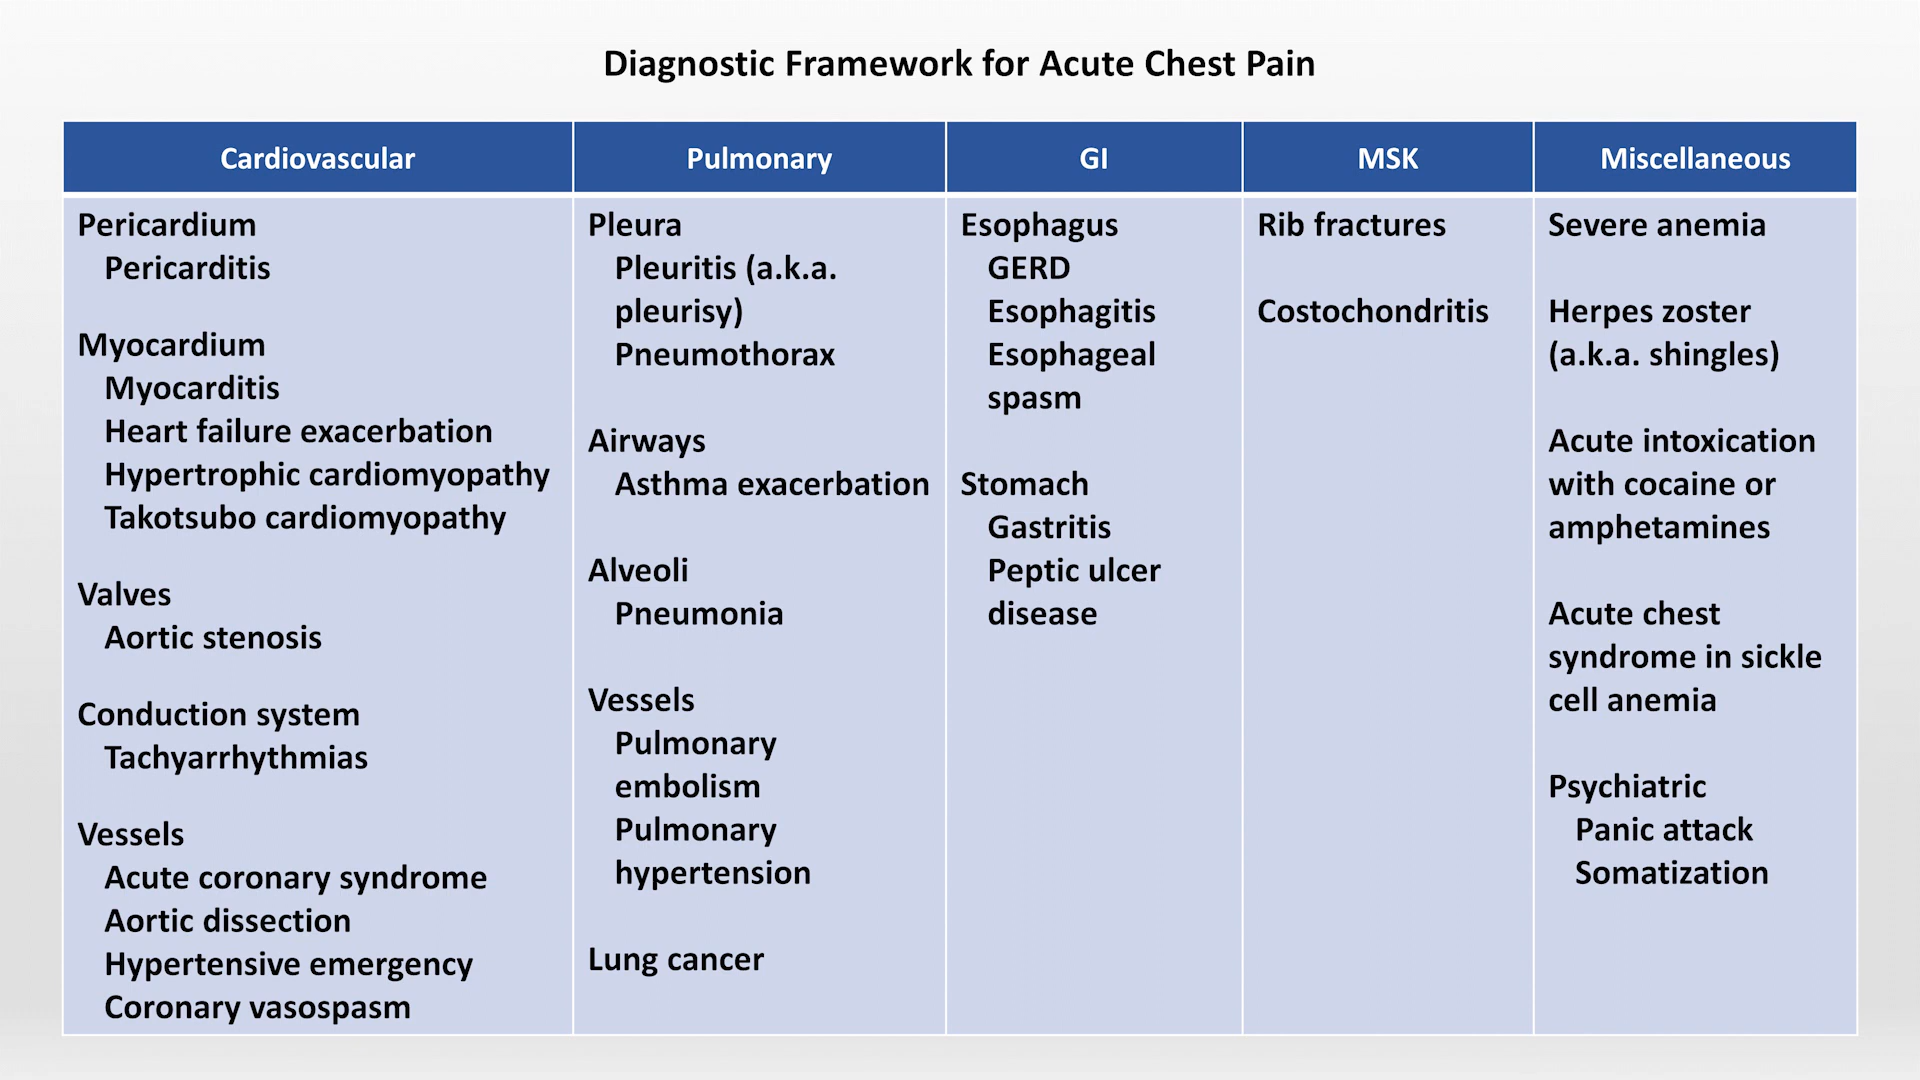 Diagnostic Framework for Acute Chest Pain
Cardiovascular
Pulmonary
GI
MSK
Miscellaneous
Pericardium
Pericarditis
Myocardium
Myocarditis
Heart failure exacerbation
Hypertrophic cardiomyopathy
Takotsubo cardiomyopathy
Valves
Aortic stenosis
Conduction system
Tachyarrhythmias
Vessels
Acute coronary syndrome
Aortic dissection
Hypertensive emergency
Coronary vasospasm
Pleura
Pleuritis (a.k.a.
pleurisy)
Pneumothorax
Airways
Asthma exacerbation
Alveoli
Pneumonia
Vessels
Pulmonary
embolism
Pulmonary
hypertension
Lung cancer
Esophagus
GERD
Esophagitis
Esophageal
spasm
Stomach
Gastritis
Peptic ulcer
disease
Rib fractures
Costochondritis
Severe anemia
Herpes zoster
(a.k.a. shingles)
Acute intoxication
with cocaine or
amphetamines
Acute chest
syndrome in sickle
cell anemia
Psychiatric
Panic attack
Somatization